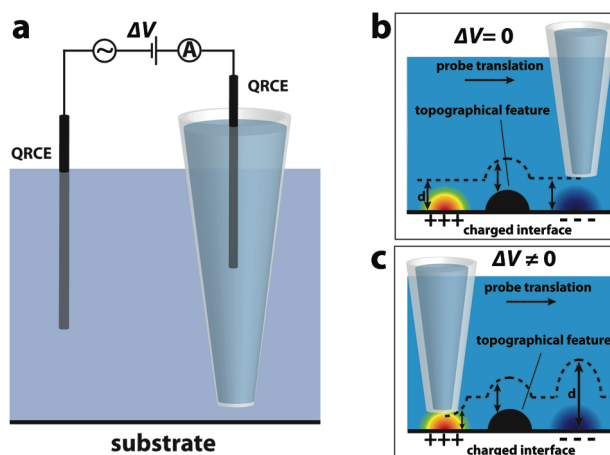 a
ΔV
A
QRCE
QRCE
substrate
b
ΔV= 0
probe translation
topographical feature
d
+++
- - -
charged interface
c
ΔV ≠ 0
probe translation
topographical feature
d
+++
- - -
charged interface